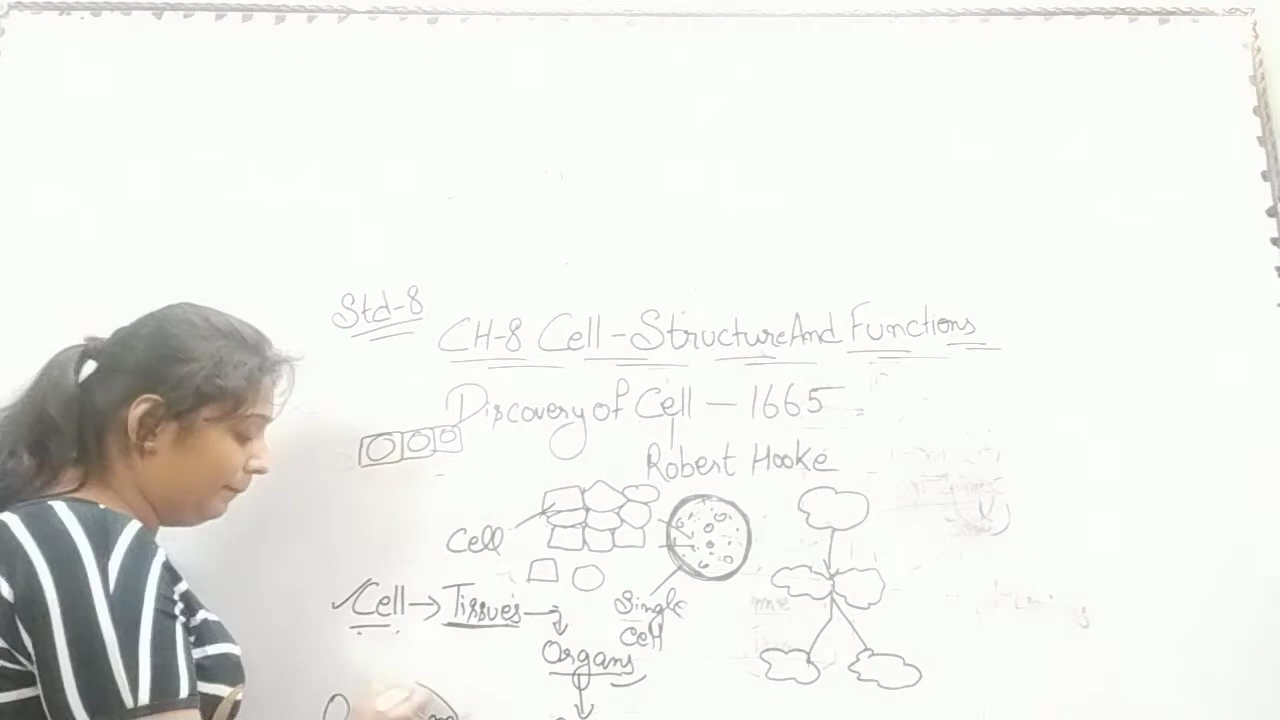 Std-8
CH-8 Cell - Structure And Functions
Discovery of Cell - 1665
Robert Hooke
Cell
Single
Cell
✓Cell → Tissues →
Organs